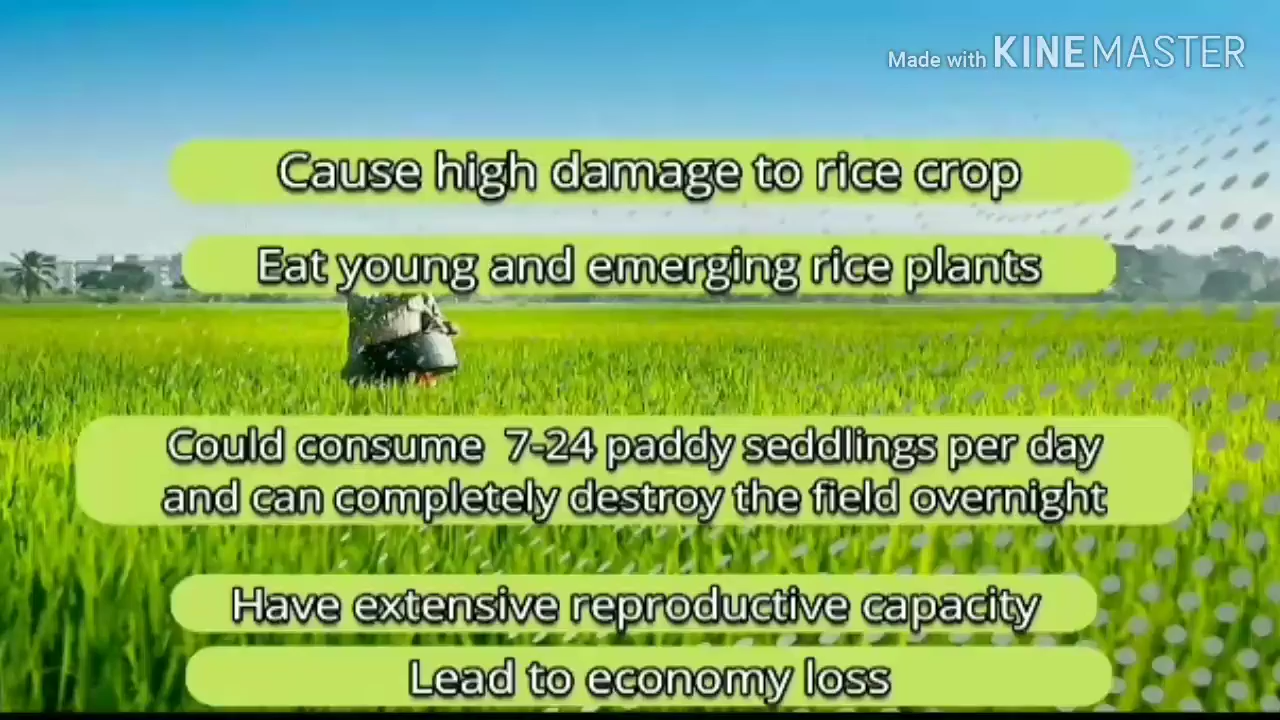 Made with KINEMASTER
Cause high damage to rice crop
Eat young and emerging rice plants
Could consume 7-24 paddy seddlings per day
and can completely destroy the field overnight
Have extensive reproductive capacity
Lead to economy loss